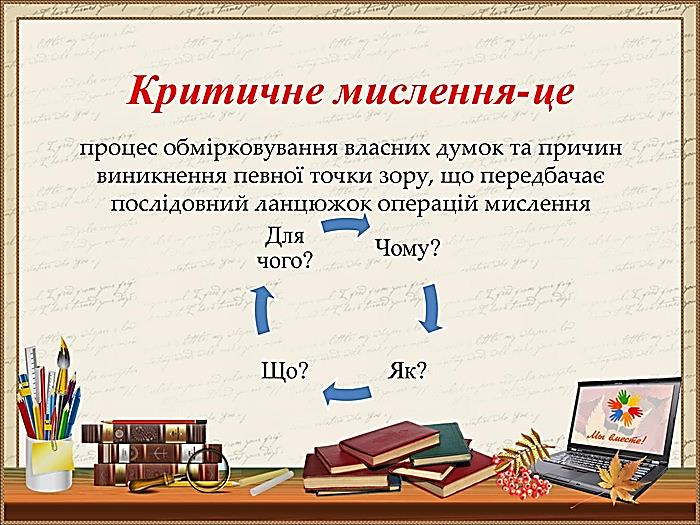 Критичне мислення-це
процес обмірковування власних думок та причин
виникнення певної точки зору, що передбачає
послідовний ланцюжок операцій мислення
Для
чого?
Чому?
Що?
Як?
Мы вместе!